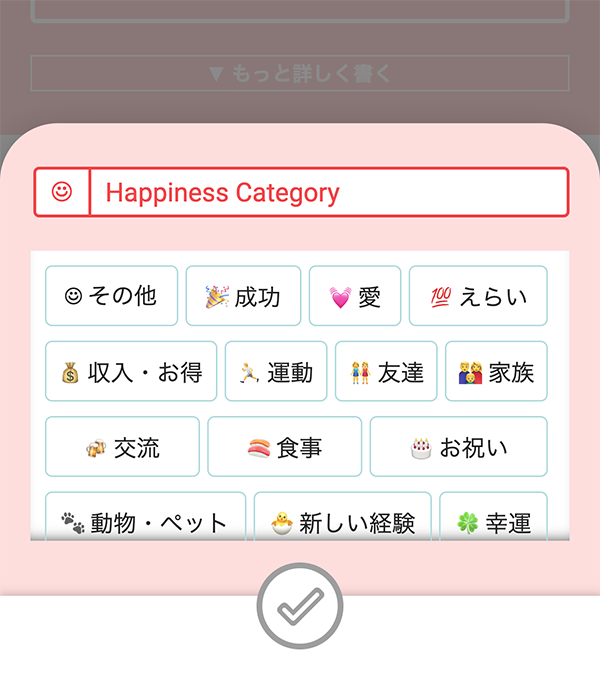 ▼ もっと詳しく書く
☺ Happiness Category
☺ その他 🎉 成功 💓 愛 💯 えらい
💰 収入・お得 🏃 運動 👭 友達 👪 家族
🍻 交流 🍣 食事 🎂 お祝い
🐾 動物・ペット 🐣 新しい経験 🍀 幸運